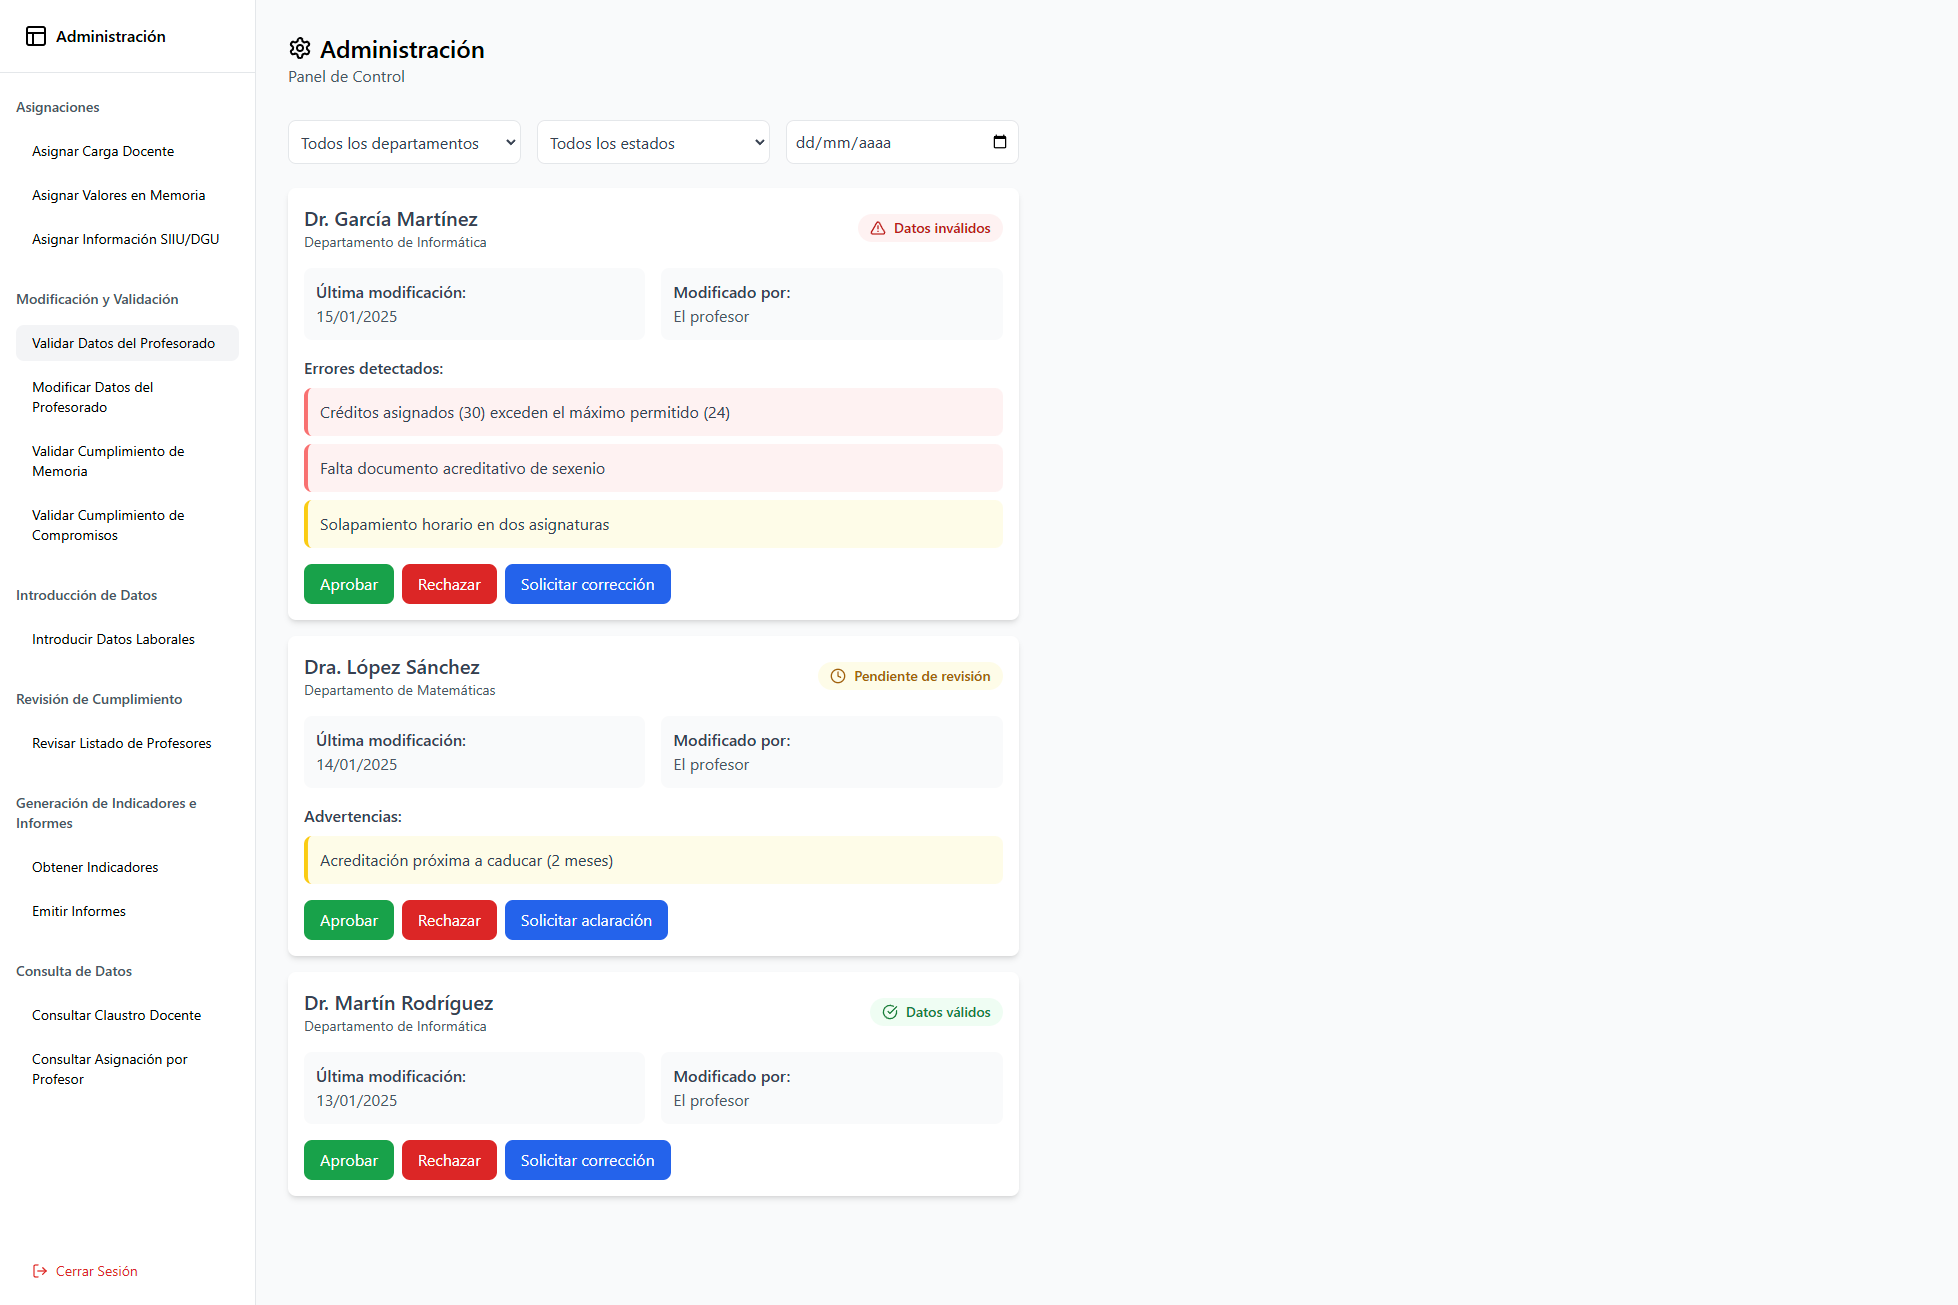 Administración
Asignaciones
Asignar Carga Docente
Asignar Valores en Memoria
Asignar Información SIIU/DGU
Modificación y Validación
Validar Datos del Profesorado
Modificar Datos del
Profesorado
Validar Cumplimiento de
Memoria
Validar Cumplimiento de
Compromisos
Introducción de Datos
Introducir Datos Laborales
Revisión de Cumplimiento
Revisar Listado de Profesores
Generación de Indicadores e
Informes
Obtener Indicadores
Emitir Informes
Consulta de Datos
Consultar Claustro Docente
Consultar Asignación por
Profesor
Cerrar Sesión
Administración
Panel de Control
Todos los departamentos
Todos los estados
dd/mm/aaaa
Dr. García Martínez
Departamento de Informática
Datos inválidos
Última modificación:
15/01/2025
Modificado por:
El profesor
Errores detectados:
Créditos asignados (30) exceden el máximo permitido (24)
Falta documento acreditativo de sexenio
Solapamiento horario en dos asignaturas
Aprobar
Rechazar
Solicitar corrección
Dra. López Sánchez
Departamento de Matemáticas
Pendiente de revisión
Última modificación:
14/01/2025
Modificado por:
El profesor
Advertencias:
Acreditación próxima a caducar (2 meses)
Aprobar
Rechazar
Solicitar aclaración
Dr. Martín Rodríguez
Departamento de Informática
Datos válidos
Última modificación:
13/01/2025
Modificado por:
El profesor
Aprobar
Rechazar
Solicitar corrección